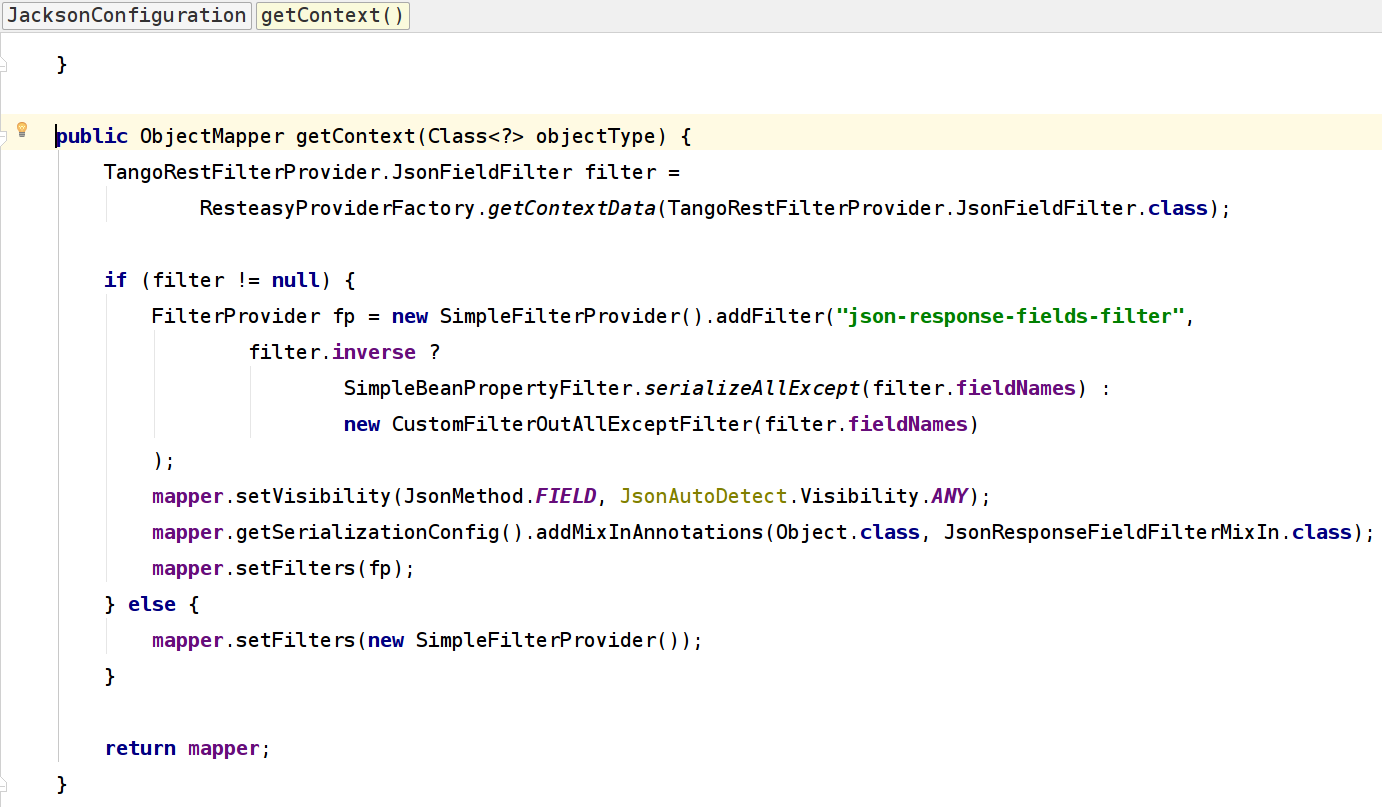 JacksonConfiguration getContext()
}
public ObjectMapper getContext(Class<?> objectType) {
TangoRestFilterProvider.JsonFieldFilter filter =
ResteasyProviderFactory.getContextData(TangoRestFilterProvider.JsonFieldFilter.class);
if (filter != null) {
FilterProvider fp = new SimpleFilterProvider().addFilter("json-response-fields-filter",
filter.inverse ?
SimpleBeanPropertyFilter.serializeAllExcept(filter.fieldNames) :
new CustomFilterOutAllExceptFilter(filter.fieldNames)
);
mapper.setVisibility(JsonMethod.FIELD, JsonAutoDetect.Visibility.ANY);
mapper.getSerializationConfig().addMixInAnnotations(Object.class, JsonResponseFieldFilterMixIn.class);
mapper.setFilters(fp);
} else {
mapper.setFilters(new SimpleFilterProvider());
}
return mapper;
}